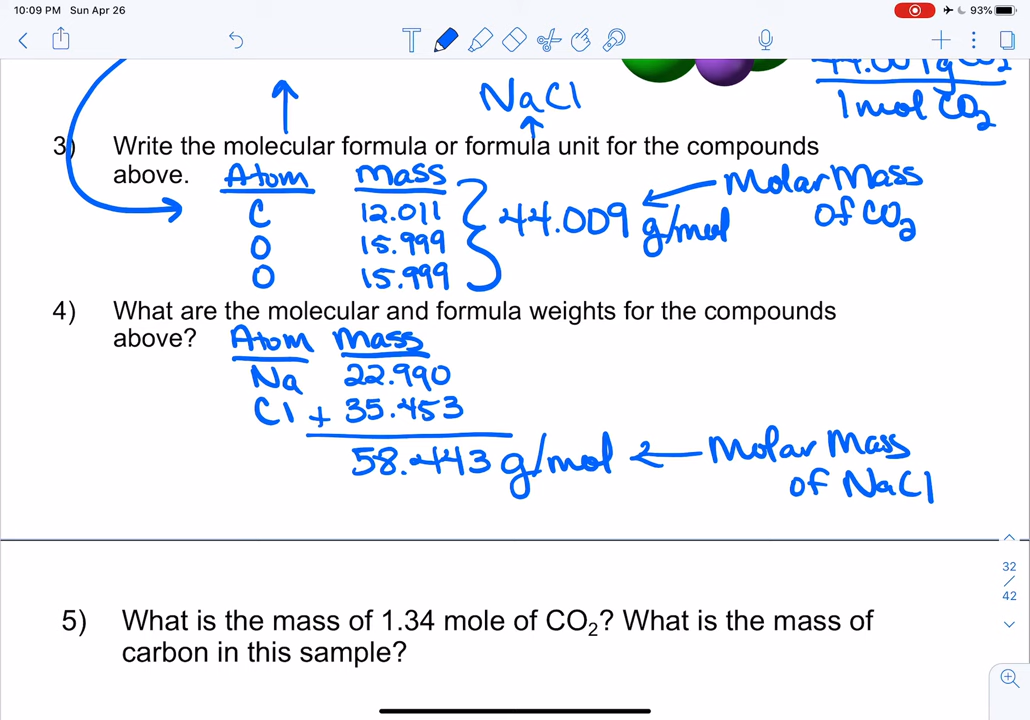 10:09 PM Sun Apr 26 93%
T
44.009 g CO2
1 mol CO2
NaCl
3) Write the molecular formula or formula unit for the compounds
above.
Atom Mass
C 12.011
O 15.999
O 15.999
44.009 g/mol
Molar Mass
of CO2
4) What are the molecular and formula weights for the compounds
above?
Atom Mass
Na 22.990
Cl + 35.453
58.443 g/mol
Molar Mass
of NaCl
32
/
42
5) What is the mass of 1.34 mole of CO2? What is the mass of
carbon in this sample?